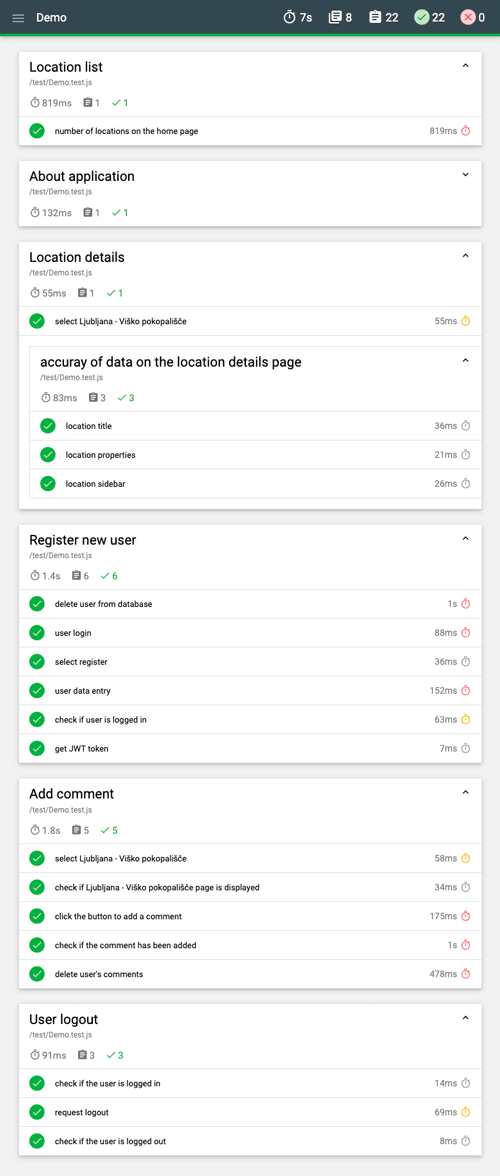 Demo 7s 8 22 22 0
Location list
/test/Demo.test.js
819ms 1 1
number of locations on the home page 819ms
About application
/test/Demo.test.js
132ms 1 1
Location details
/test/Demo.test.js
55ms 1 1
select Ljubljana - Viško pokopališče 55ms
accuray of data on the location details page
/test/Demo.test.js
83ms 3 3
location title 36ms
location properties 21ms
location sidebar 26ms
Register new user
/test/Demo.test.js
1.4s 6 6
delete user from database 1s
user login 88ms
select register 36ms
user data entry 152ms
check if user is logged in 63ms
get JWT token 7ms
Add comment
/test/Demo.test.js
1.8s 5 5
select Ljubljana - Viško pokopališče 58ms
check if Ljubljana - Viško pokopališče page is displayed 34ms
click the button to add a comment 175ms
check if the comment has been added 1s
delete user's comments 478ms
User logout
/test/Demo.test.js
91ms 3 3
check if the user is logged in 14ms
request logout 69ms
check if the user is logged out 8ms